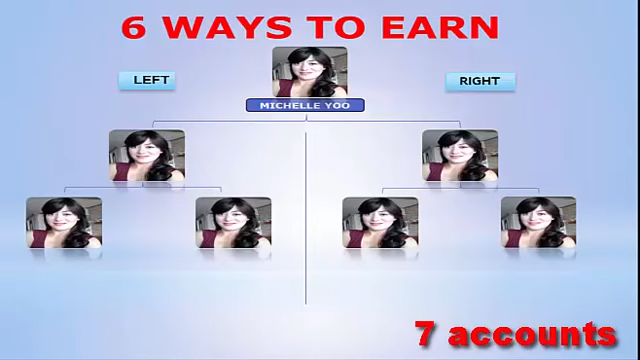 6 WAYS TO EARN
LEFT
RIGHT
MICHELLE YOO
7 accounts